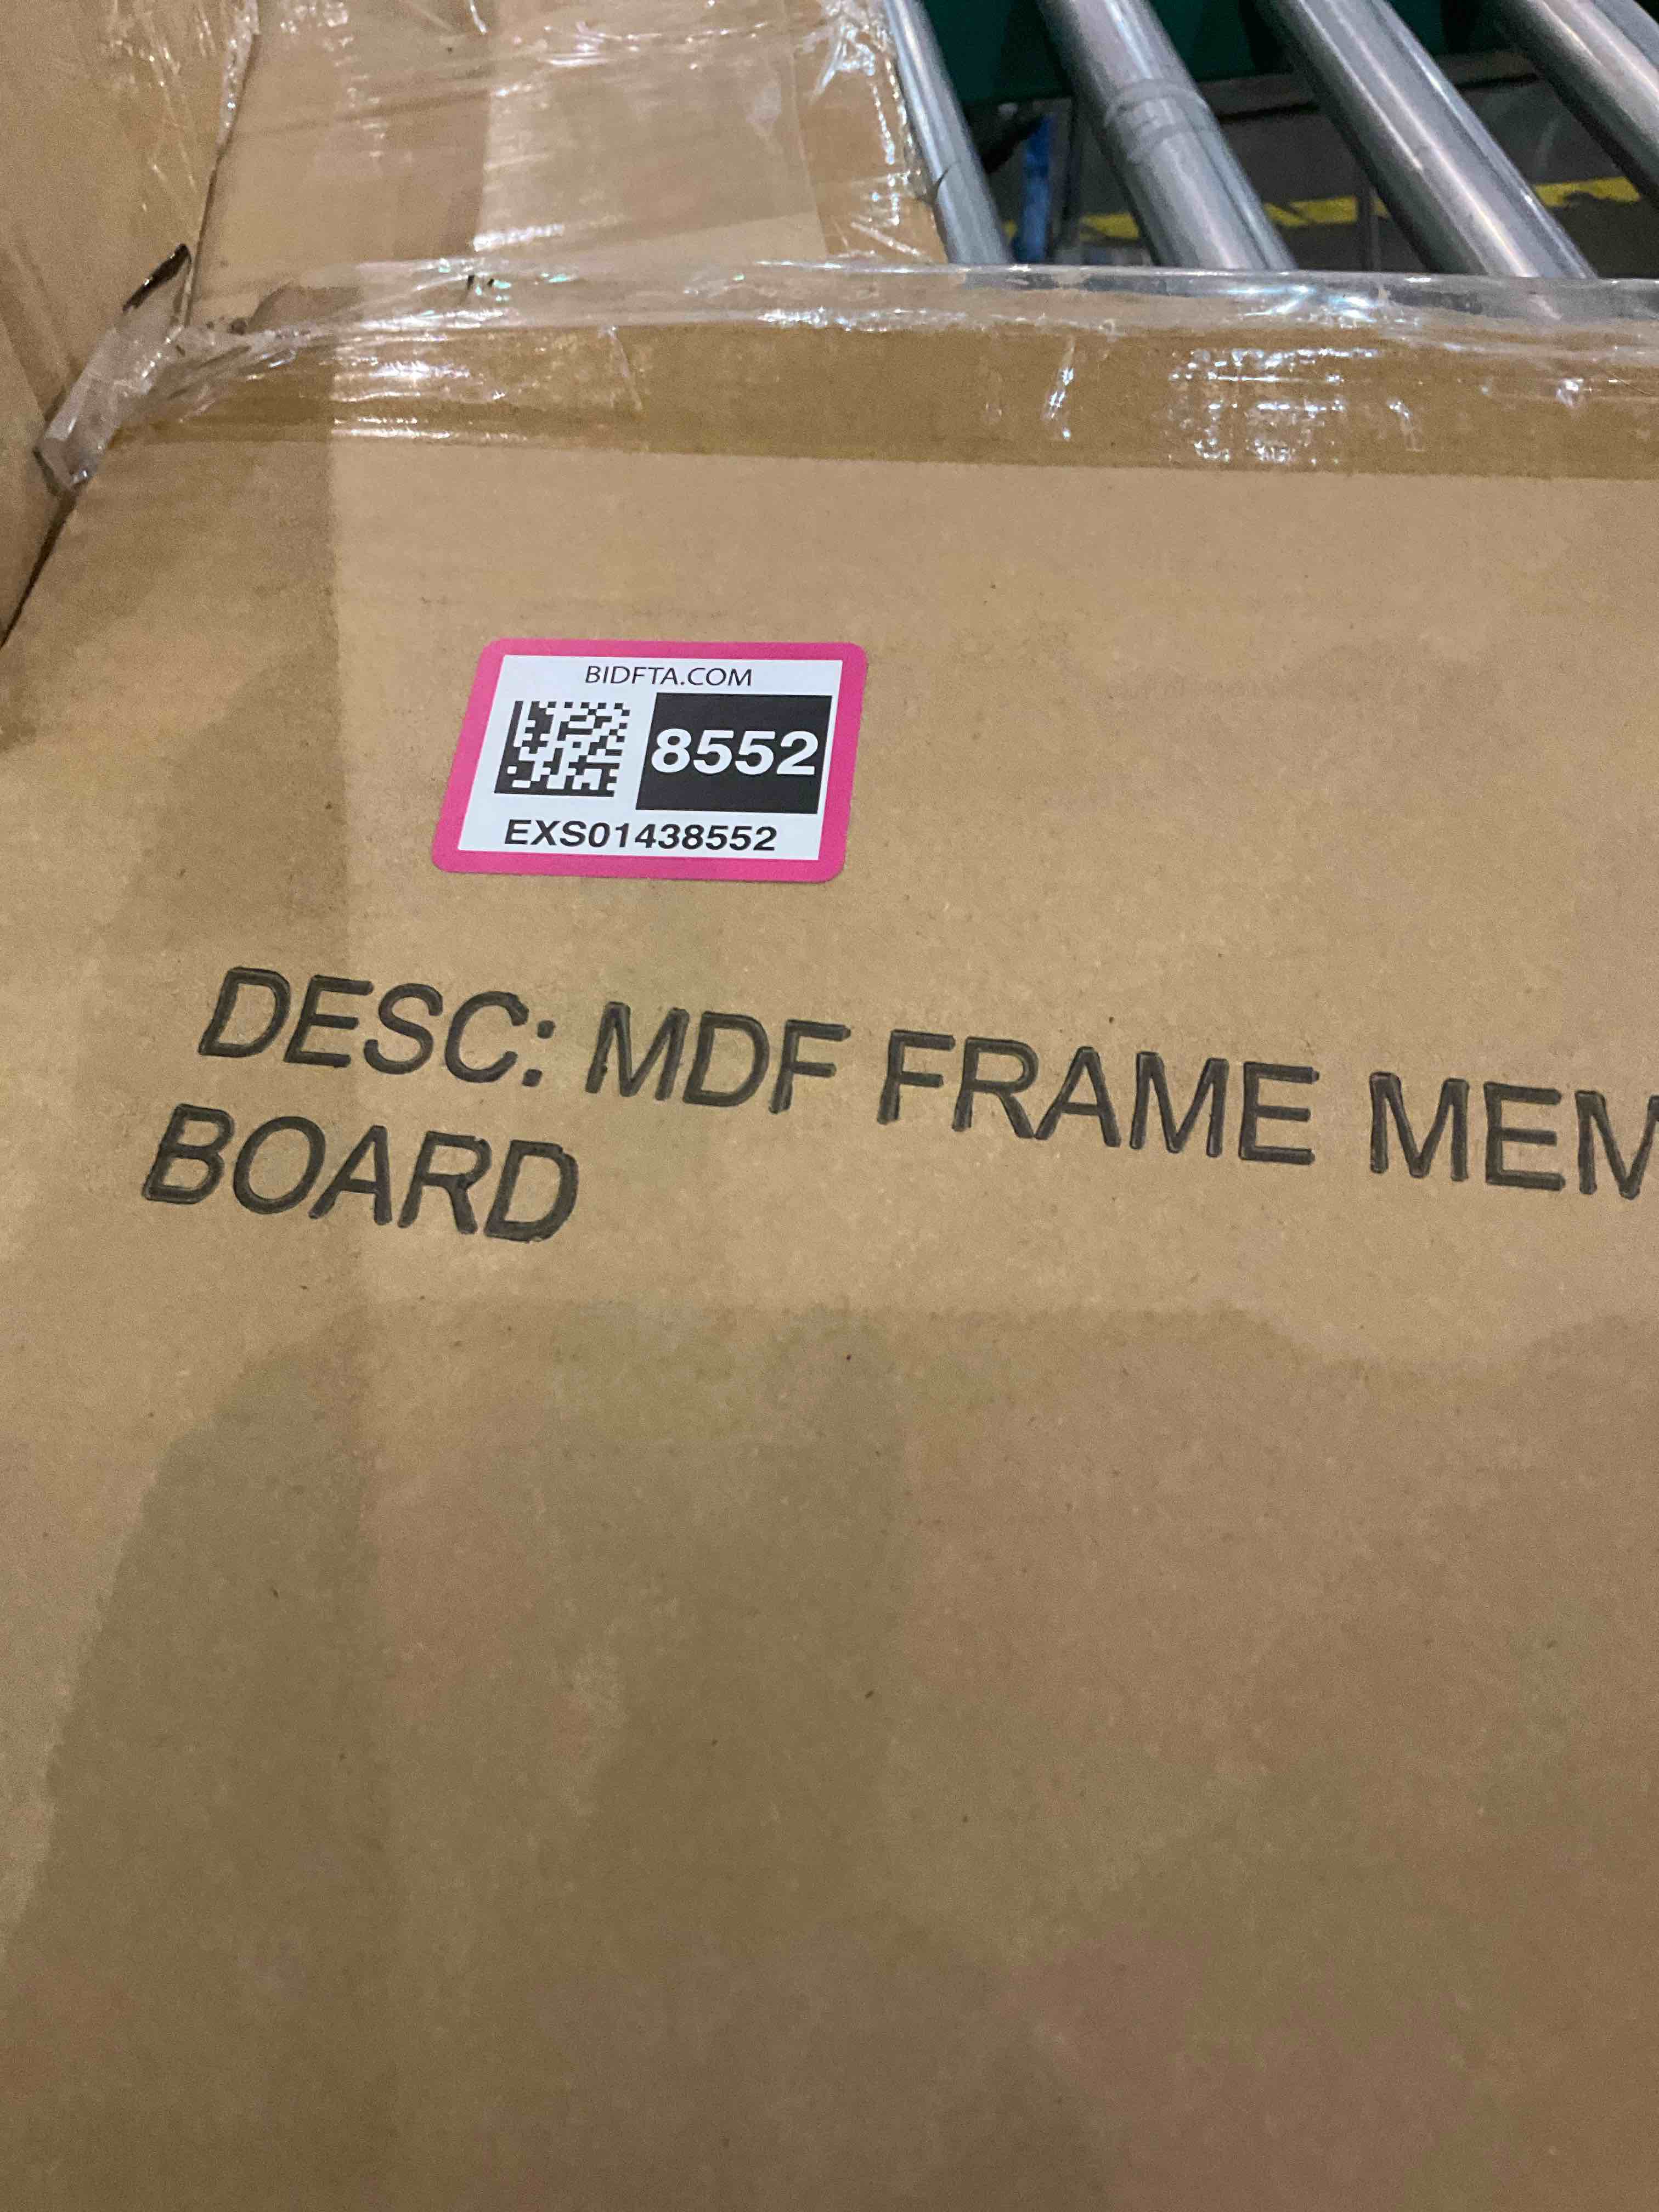 BIDFTA.COM
8552
EXS01438552
DESC: MDF FRAME MEM
BOARD